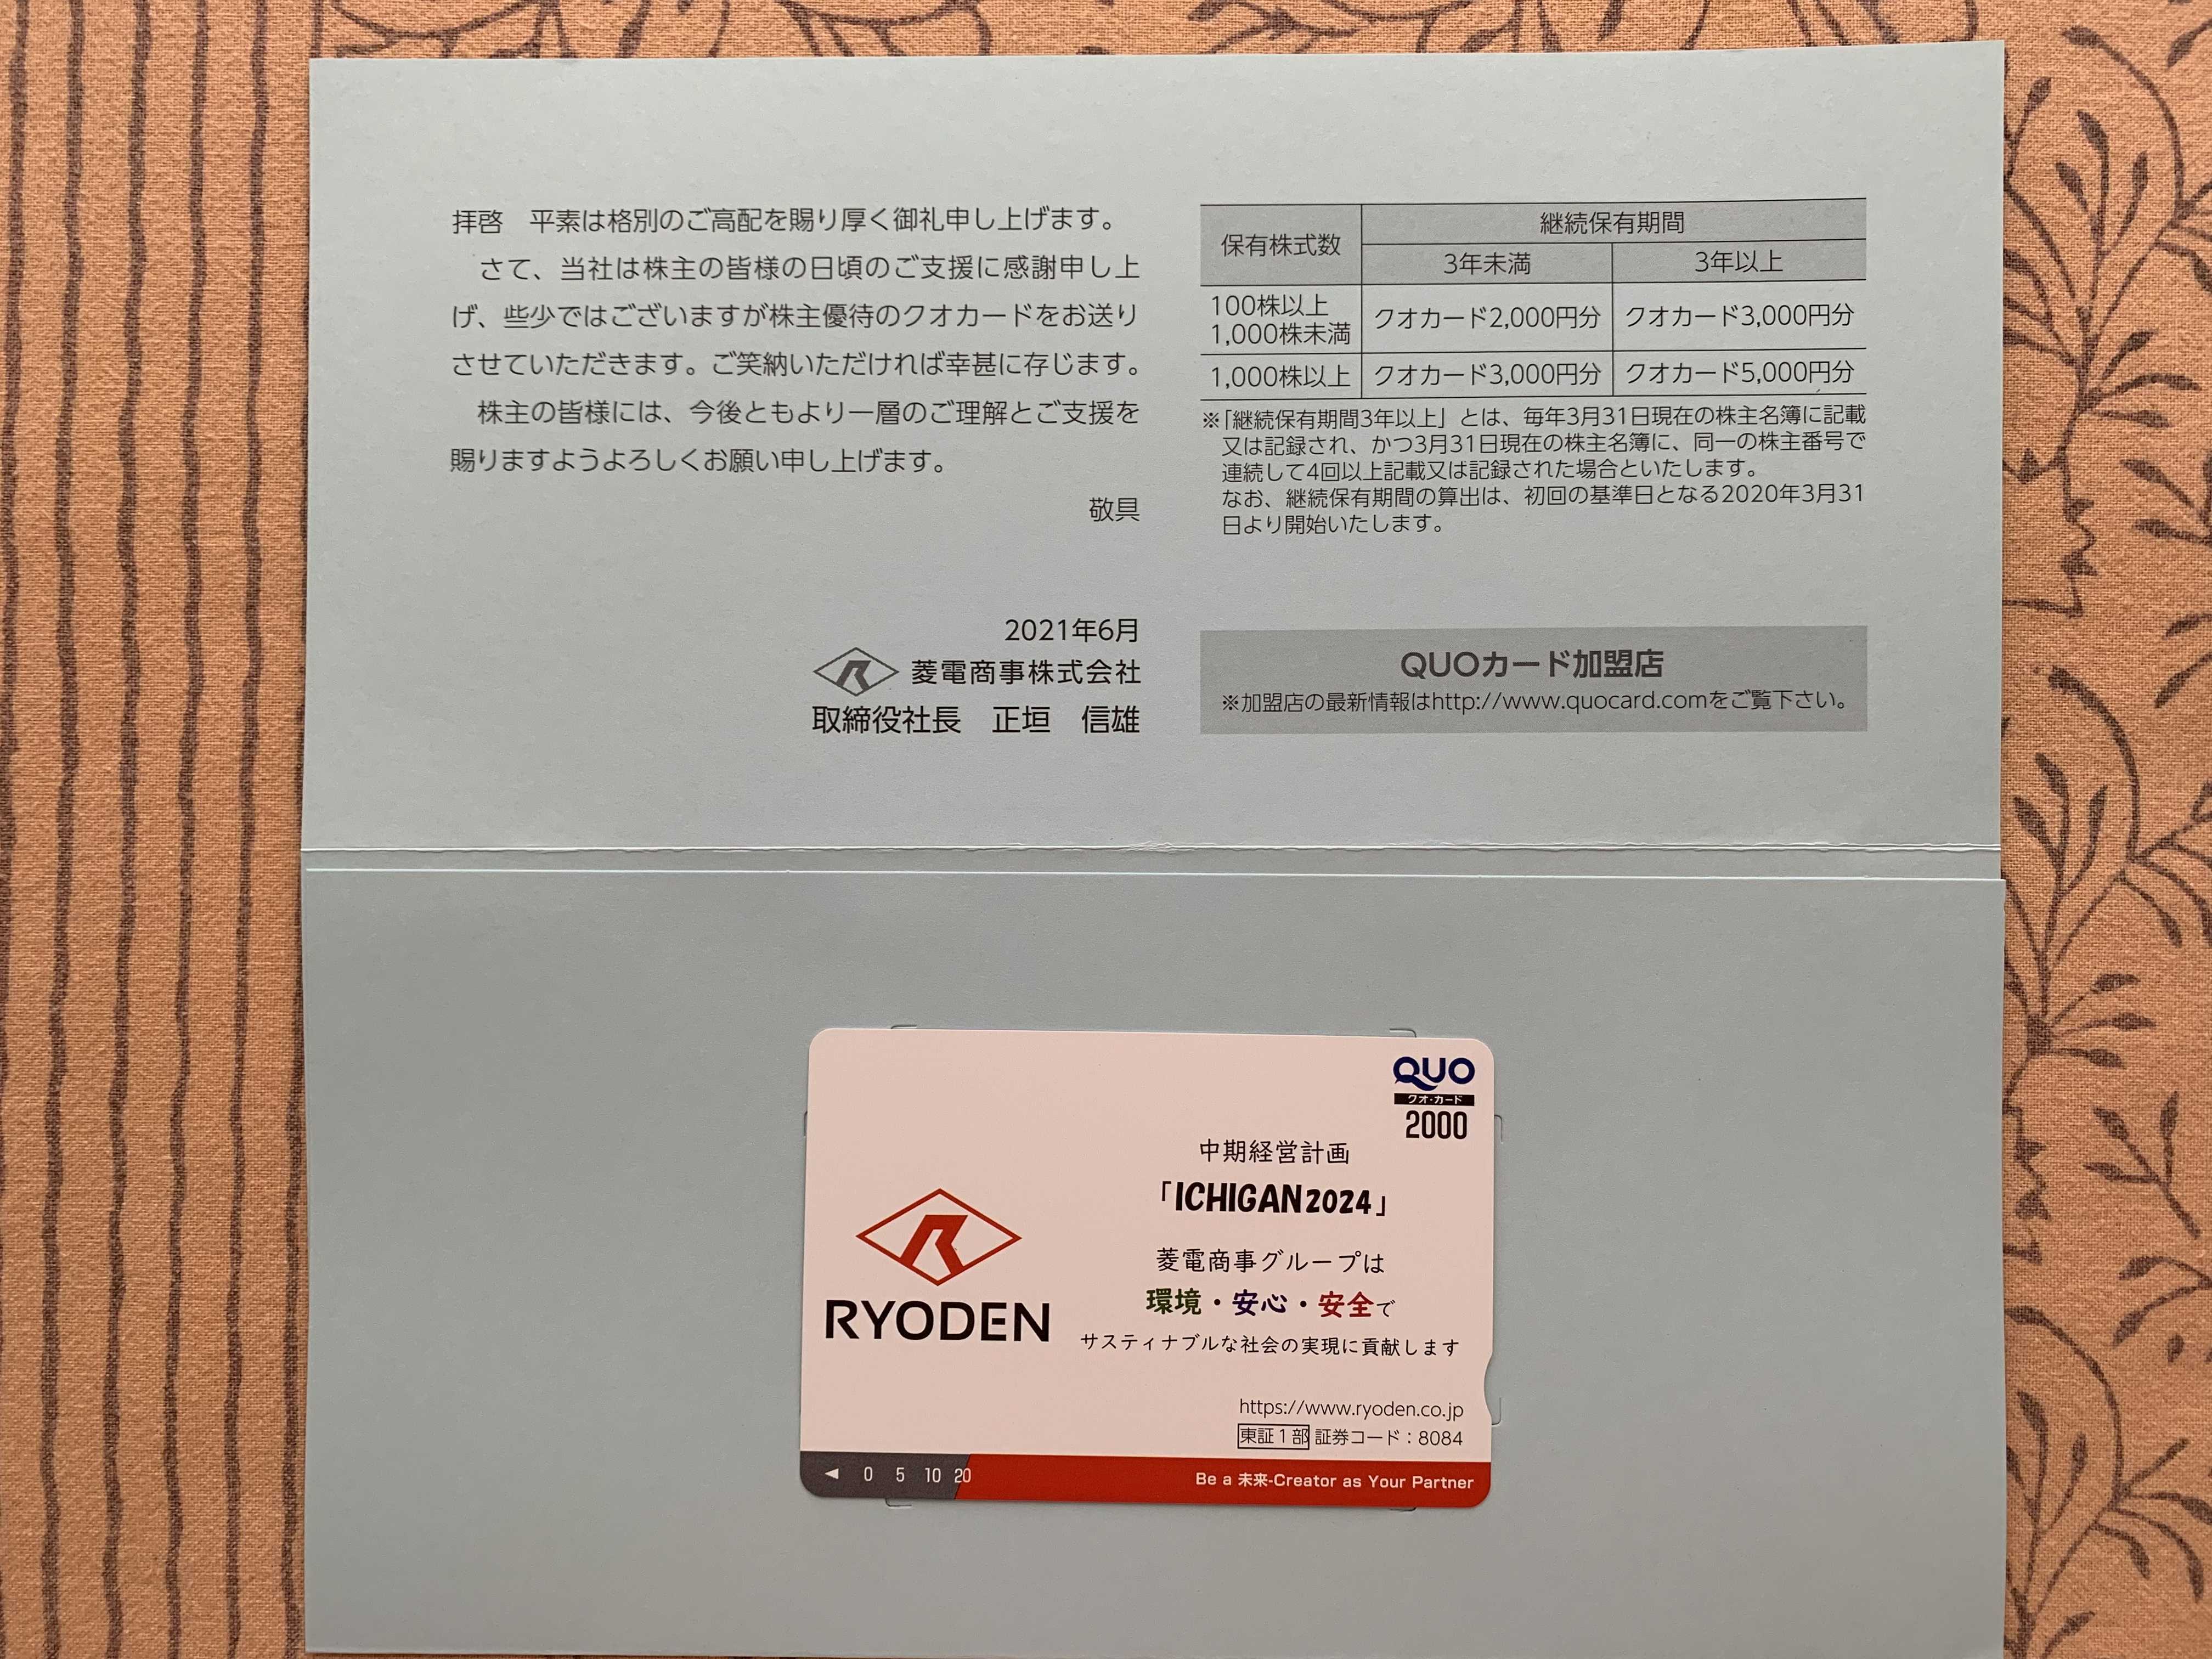 拝啓　平素は格別のご高配を賜り厚く御礼申し上げます。
　さて、当社は株主の皆様の日頃のご支援に感謝申し上
げ、些少ではございますが株主優待のクオカードをお送り
させていただきます。ご笑納いただければ幸甚に存じます。
　株主の皆様には、今後ともより一層のご理解とご支援を
賜りますようよろしくお願い申し上げます。
敬具
2021年6月
菱電商事株式会社
取締役社長　正垣　信雄
保有株式数
継続保有期間
3年未満
3年以上
100株以上
1,000株未満
クオカード2,000円分
クオカード3,000円分
1,000株以上
クオカード3,000円分
クオカード5,000円分
※「継続保有期間3年以上」とは、毎年3月31日現在の株主名簿に記載
又は記録され、かつ3月31日現在の株主名簿に、同一の株主番号で
連続して4回以上記載又は記録された場合といたします。
なお、継続保有期間の算出は、初回の基準日となる2020年3月31
日より開始いたします。
QUOカード加盟店
※加盟店の最新情報はhttp://www.quocard.comをご覧下さい。
QUO
クオ・カード
2000
中期経営計画
「ICHIGAN2024」
菱電商事グループは
環境・安心・安全で
サスティナブルな社会の実現に貢献します
RYODEN
https://www.ryoden.co.jp
東証1部 証券コード：8084
◀ 0 5 10 20
Be a 未来-Creator as Your Partner